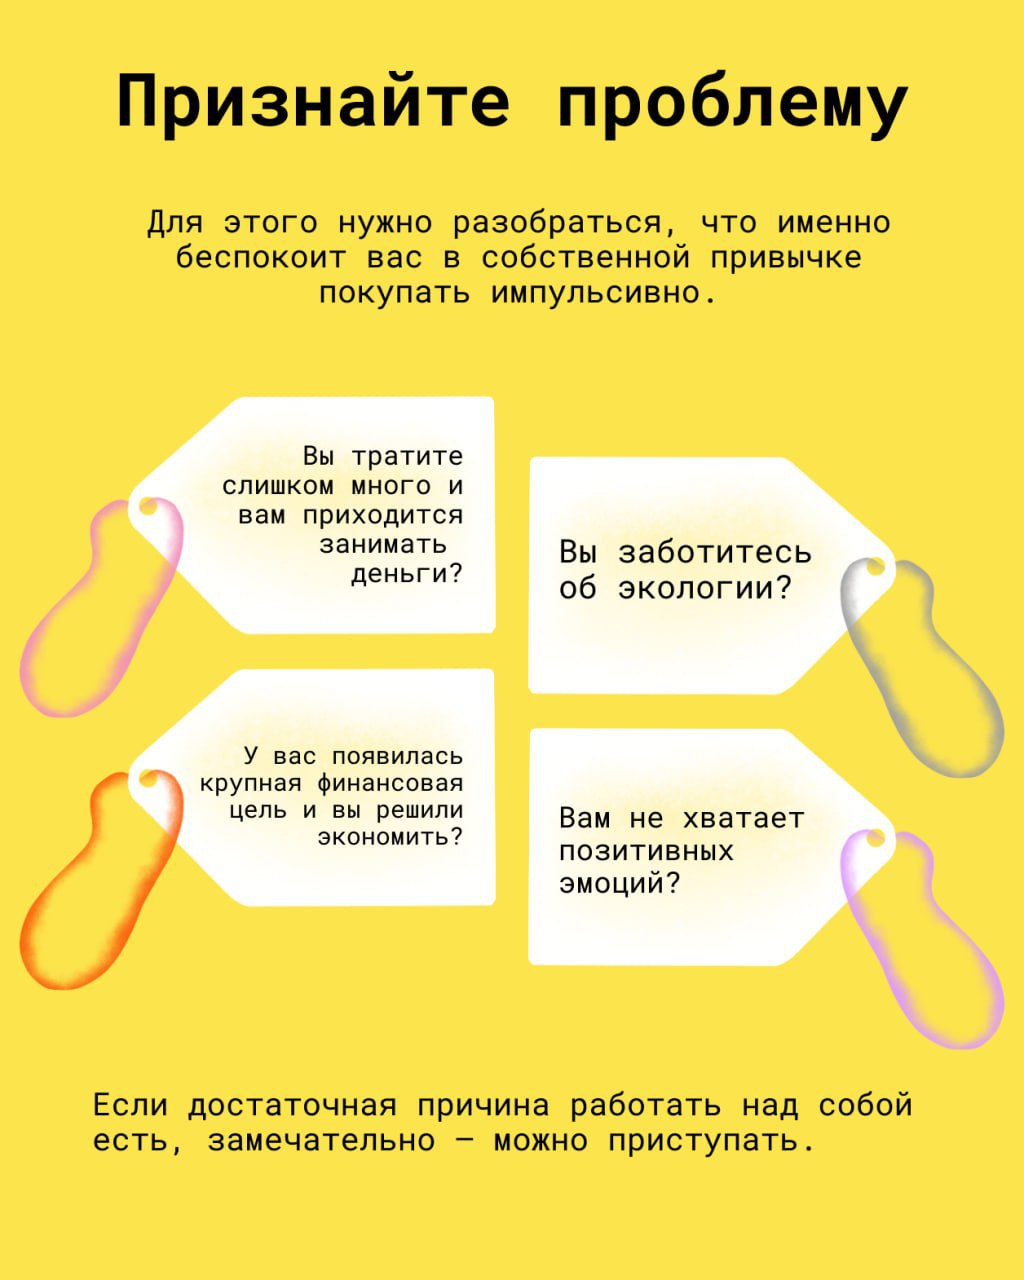 Признайте проблему
Для этого нужно разобраться, что именно
беспокоит вас в собственной привычке
покупать импульсивно.
Вы тратите
слишком много и
вам приходится
занимать
деньги?
Вы заботитесь
об экологии?
У вас появилась
крупная финансовая
цель и вы решили
экономить?
Вам не хватает
позитивных
эмоций?
Если достаточная причина работать над собой
есть, замечательно — можно приступать.